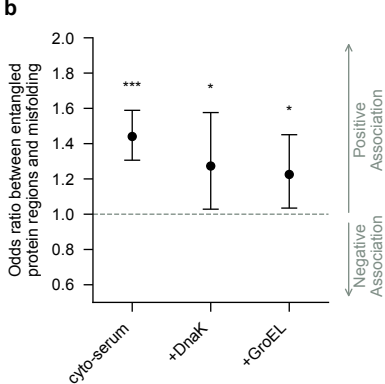 b
Odds ratio between entangled
protein regions and misfolding
2.0
1.8
1.6
1.4
1.2
1.0
0.8
0.6
***
*
*
cyto-serum
+DnaK
+GroEL
Positive
Association
Negative
Association